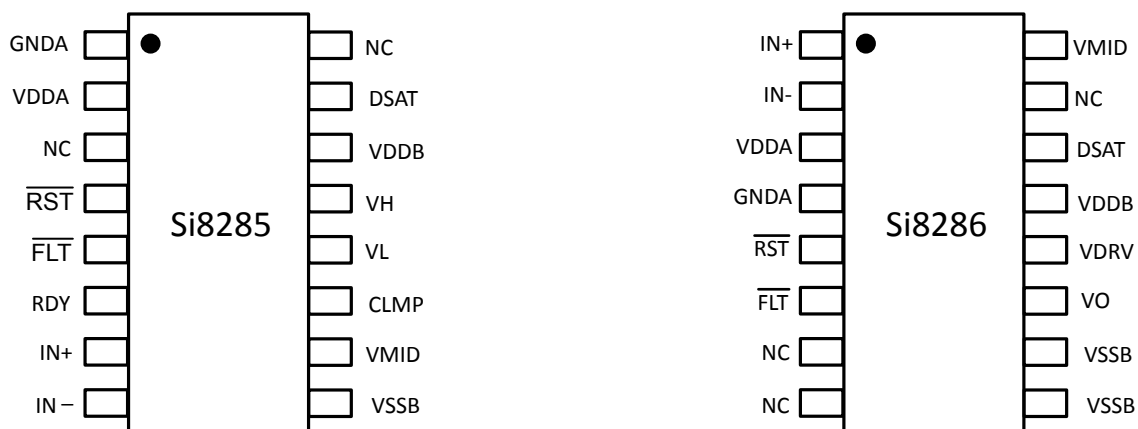 GNDA NC IN+ VMID
VDDA DSAT IN- NC
NC VDDB VDDA DSAT
RST VH GNDA VDDB
Si8285 Si8286
FLT VL RST VDRV
RDY CLMP FLT VO
IN+ VMID NC VSSB
IN – VSSB NC VSSB